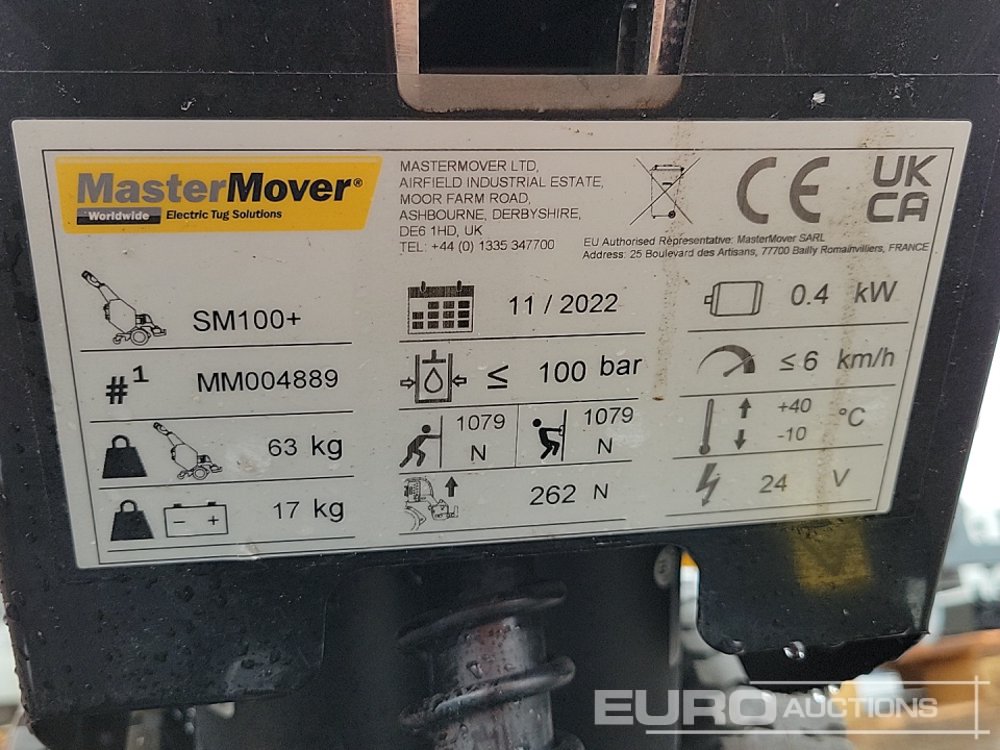 MasterMover®
Worldwide Electric Tug Solutions
MASTERMOVER LTD,
AIRFIELD INDUSTRIAL ESTATE,
MOOR FARM ROAD,
ASHBOURNE, DERBYSHIRE,
DE6 1HD, UK
TEL: +44 (0) 1335 347700
CE
UK
CA
EU Authorised Representative: MasterMover SARL
Address: 25 Boulevard des Artisans, 77700 Bailly Romainvilliers, FRANCE
SM100+
#1 MM004889
63 kg
17 kg
11 / 2022
≤ 100 bar
1079 N
1079 N
262 N
0.4 kW
≤ 6 km/h
+40
-10
°C
24 V
EURO AUCTIONS